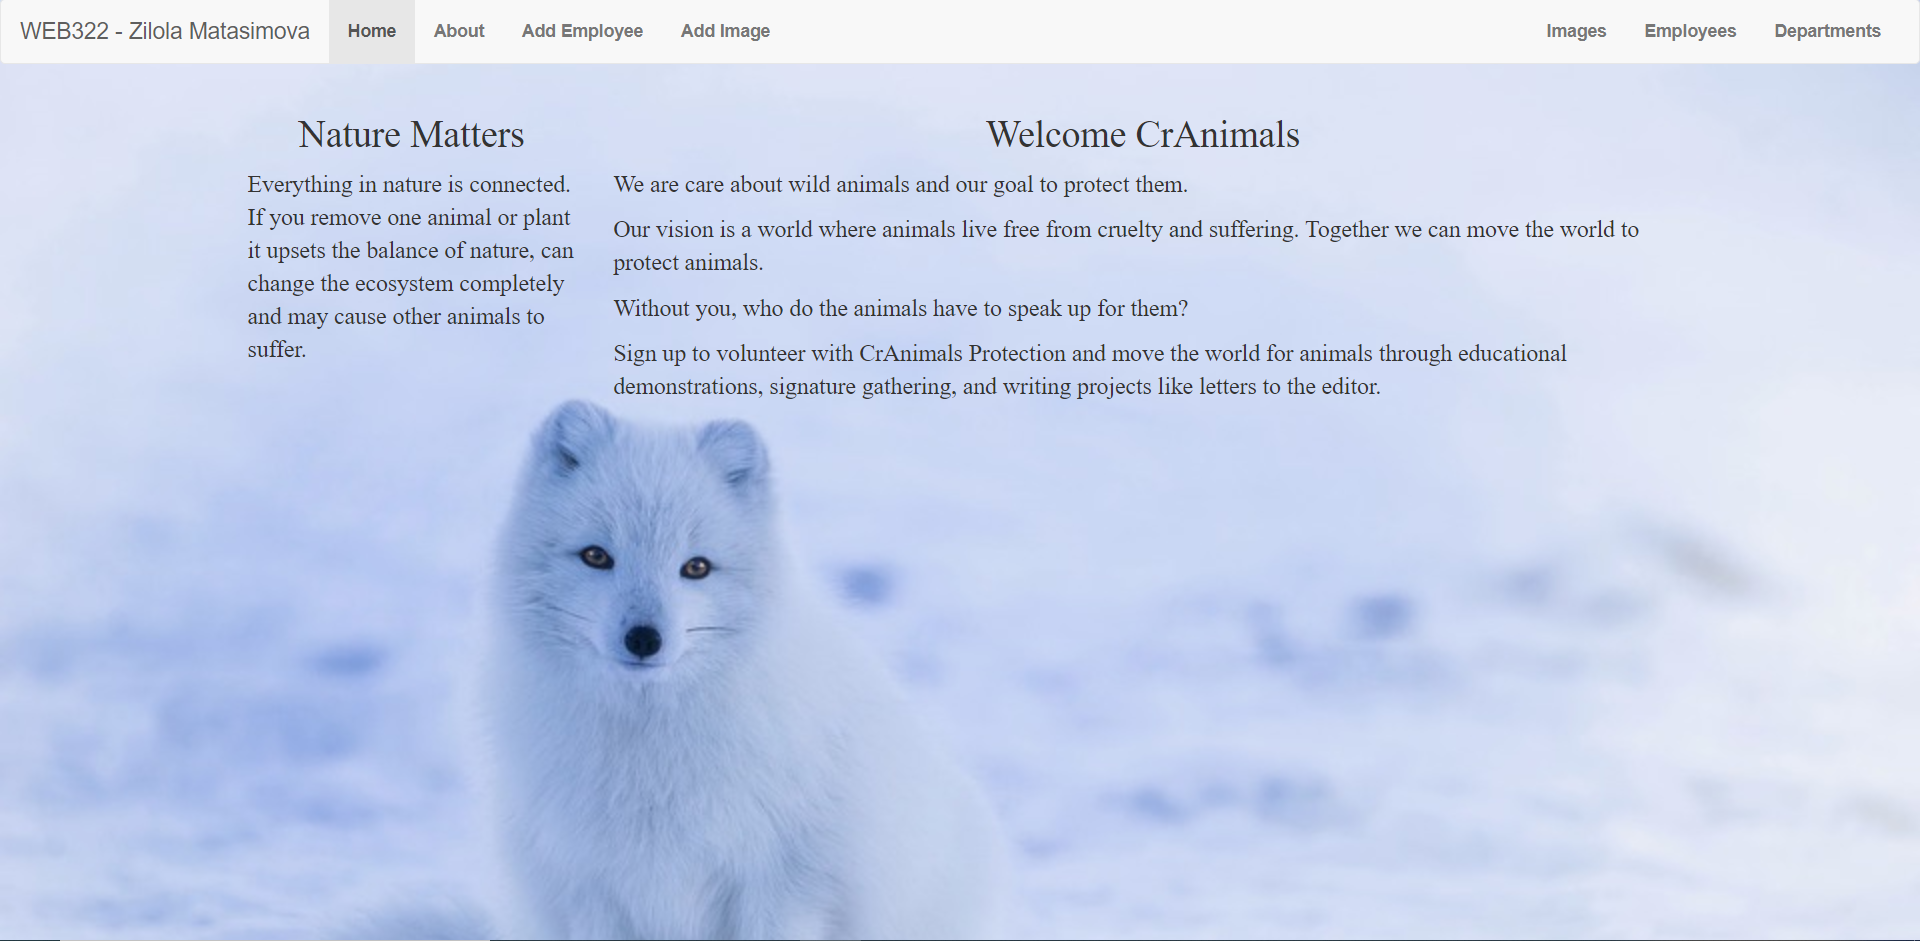 WEB322 - Zilola Matasimova Home About Add Employee Add Image Images Employees Departments
Nature Matters
Everything in nature is connected.
If you remove one animal or plant
it upsets the balance of nature, can
change the ecosystem completely
and may cause other animals to
suffer.
Welcome CrAnimals
We are care about wild animals and our goal to protect them.
Our vision is a world where animals live free from cruelty and suffering. Together we can move the world to
protect animals.
Without you, who do the animals have to speak up for them?
Sign up to volunteer with CrAnimals Protection and move the world for animals through educational
demonstrations, signature gathering, and writing projects like letters to the editor.